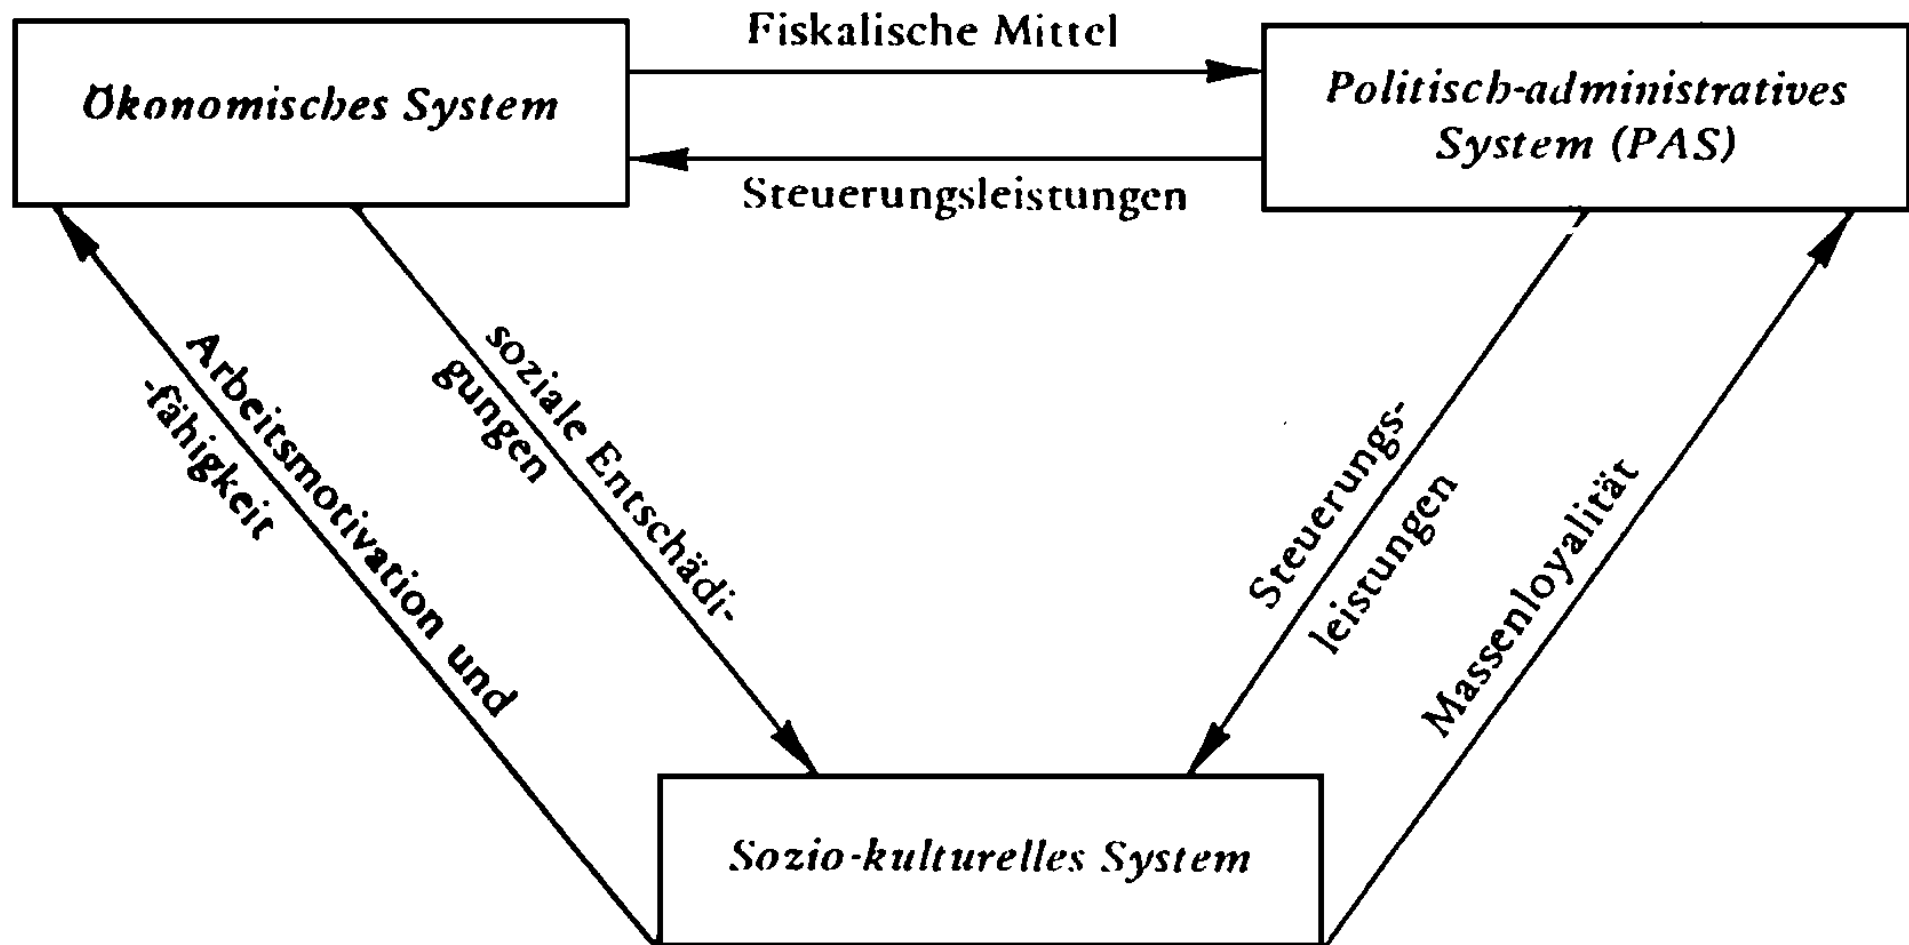 Fiskalische Mittel
Ökonomisches System
Politisch-administratives
System (PAS)
Steuerungsleistungen
Arbeitsmotivation und
-fähigkeit
soziale Entschädi-
gungen
Steuerungs-
leistungen
Massenloyalität
Sozio-kulturelles System